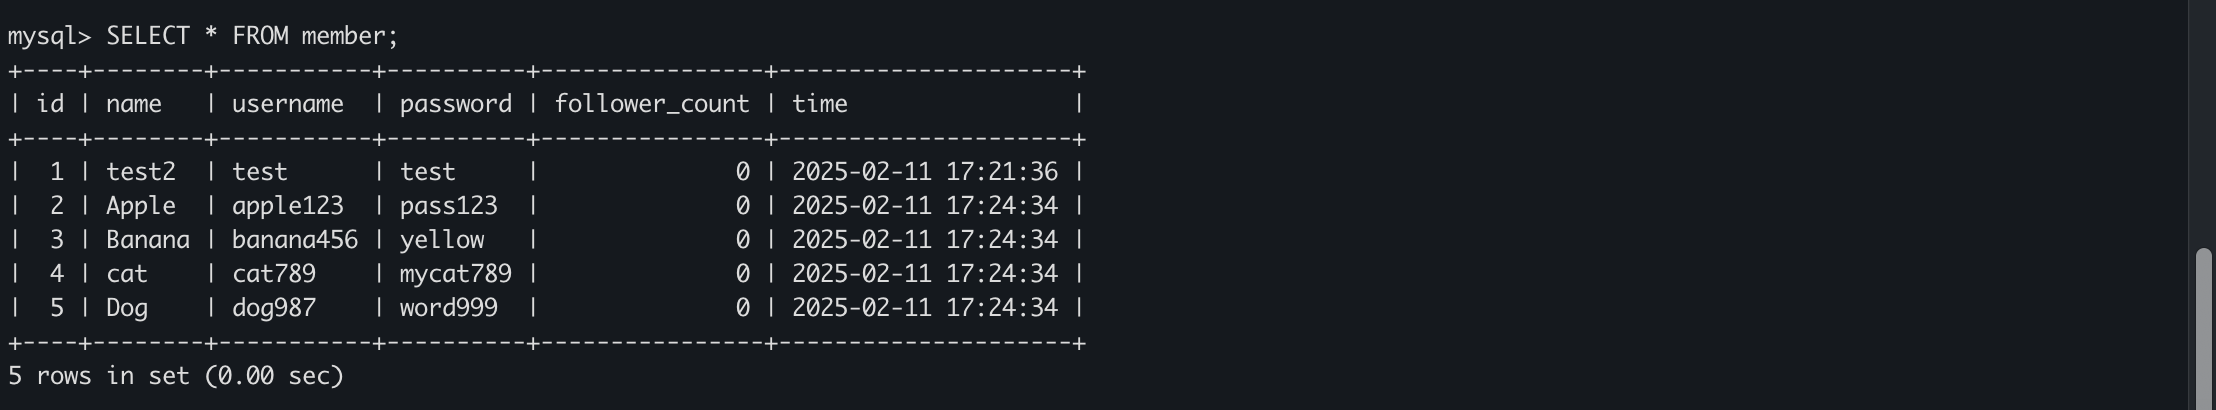 mysql> SELECT * FROM member;
+----+--------+-----------+----------+----------------+---------------------+
| id | name   | username  | password | follower_count | time                |
+----+--------+-----------+----------+----------------+---------------------+
|  1 | test2  | test      | test     |              0 | 2025-02-11 17:21:36 |
|  2 | Apple  | apple123  | pass123  |              0 | 2025-02-11 17:24:34 |
|  3 | Banana | banana456 | yellow   |              0 | 2025-02-11 17:24:34 |
|  4 | cat    | cat789    | mycat789 |              0 | 2025-02-11 17:24:34 |
|  5 | Dog    | dog987    | word999  |              0 | 2025-02-11 17:24:34 |
+----+--------+-----------+----------+----------------+---------------------+
5 rows in set (0.00 sec)